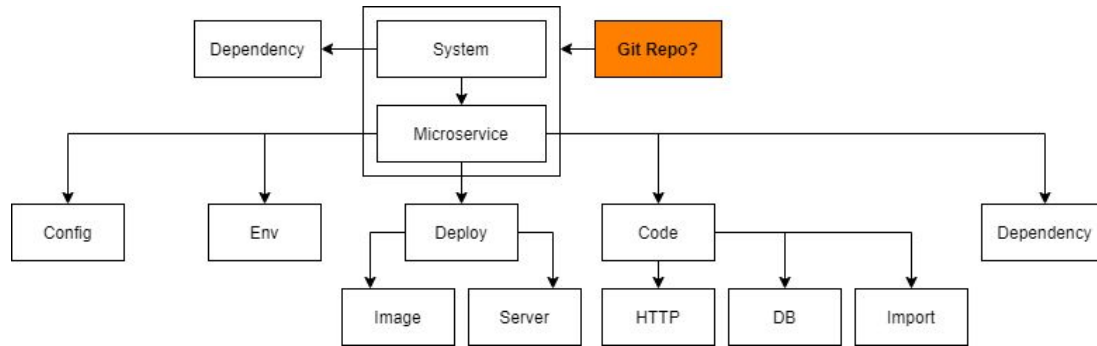 Dependency
System
Git Repo?
Microservice
Config
Env
Deploy
Code
Dependency
Image
Server
HTTP
DB
Import